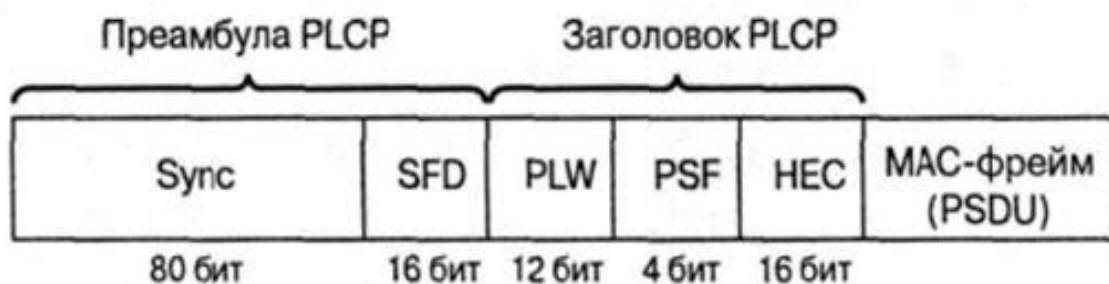 Преамбула PLCP Заголовок PLCP
Sync SFD PLW PSF HEC MAC-фрейм
(PSDU)
80 бит 16 бит 12 бит 4 бит 16 бит